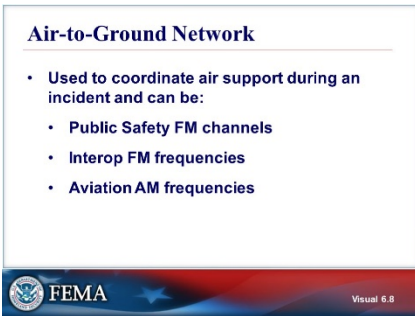 Air-to-Ground Network
• Used to coordinate air support during an
incident and can be:
• Public Safety FM channels
• Interop FM frequencies
• Aviation AM frequencies
FEMA
Visual 6.8